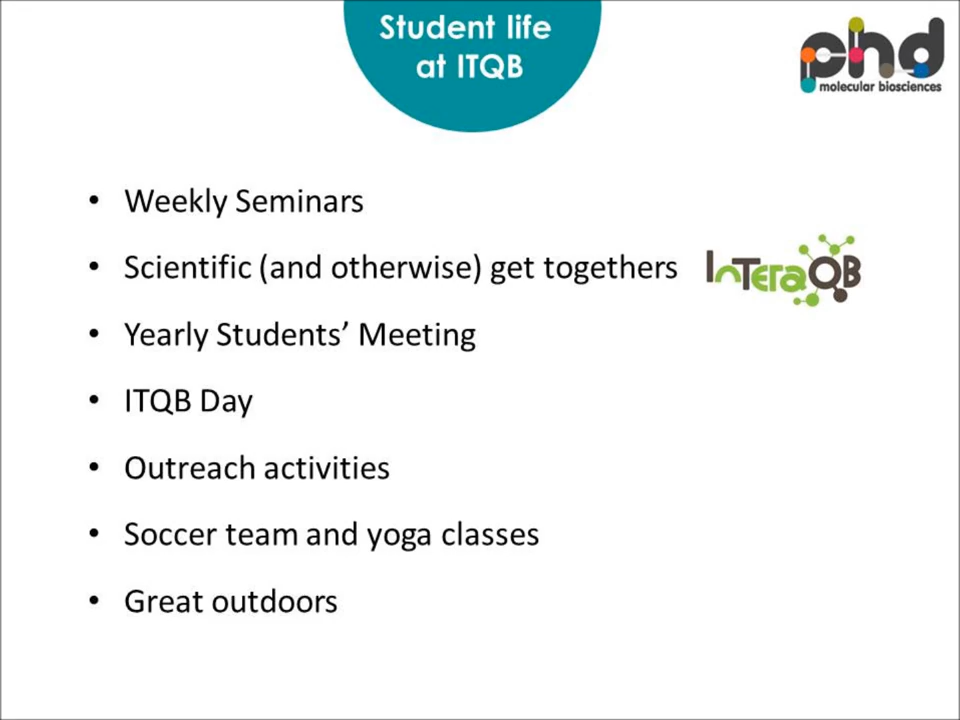 Student life
at ITQB
phd
molecular biosciences
• Weekly Seminars
• Scientific (and otherwise) get togethers
InTeraQB
• Yearly Students’ Meeting
• ITQB Day
• Outreach activities
• Soccer team and yoga classes
• Great outdoors